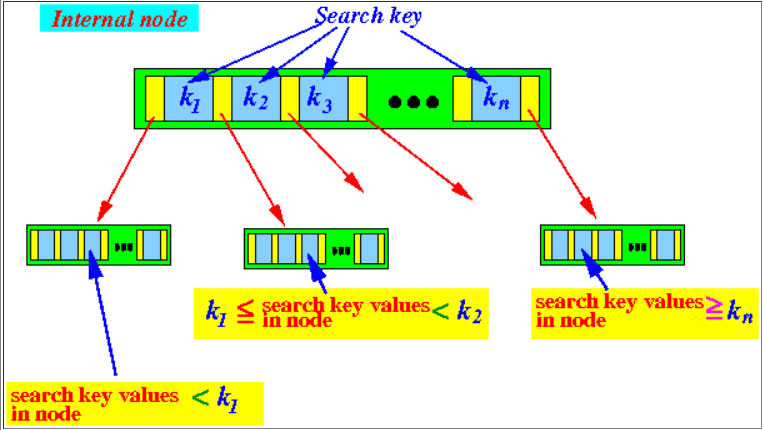 Internal node
Search key
k1 k2 k3 kn
k1 ≤ search key values < k2
in node
search key values ≥ kn
in node
search key values < k1
in node